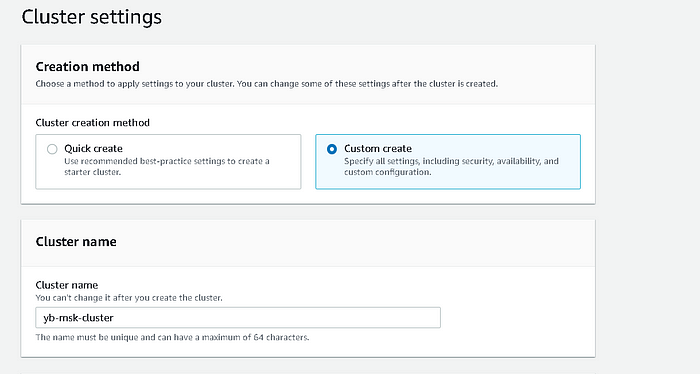 Cluster settings
Creation method
Choose a method to apply settings to your cluster. You can change some of these settings after the cluster is created.
Cluster creation method
Quick create
Use recommended best-practice settings to create a
starter cluster.
Custom create
Specify all settings, including security, availability, and
custom configuration.
Cluster name
Cluster name
You can't change it after you create the cluster.
yb-msk-cluster
The name must be unique and can have a maximum of 64 characters.